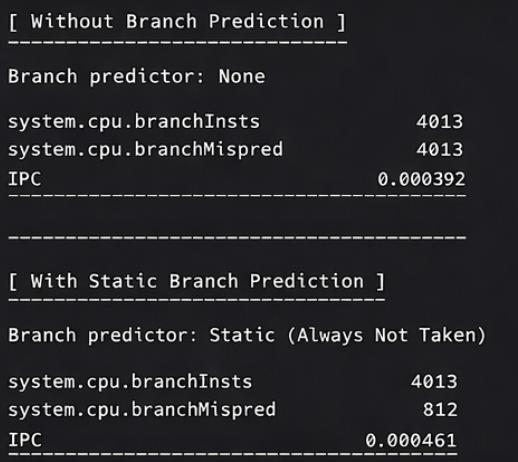 [ Without Branch Prediction ]
-----------------------------
Branch predictor: None
system.cpu.branchInsts 4013
system.cpu.branchMispred 4013
IPC 0.000392
---------------------------------------
---------------------------------------
[ With Static Branch Prediction ]
--------------------------------
Branch predictor: Static (Always Not Taken)
system.cpu.branchInsts 4013
system.cpu.branchMispred 812
IPC 0.000461
--------------------------------------